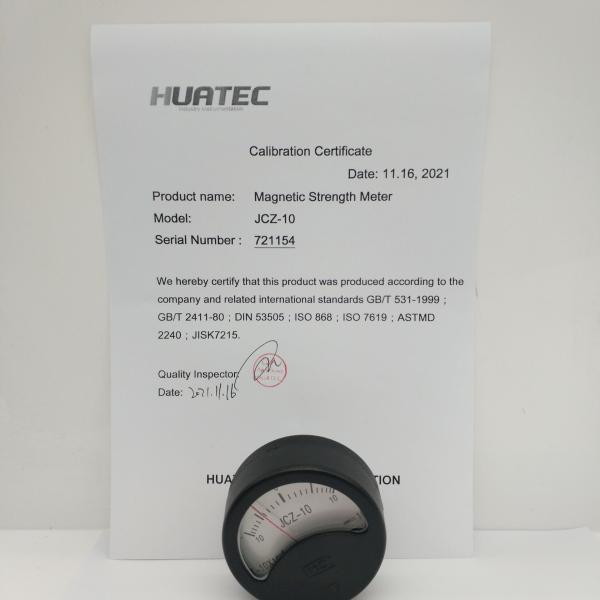 HUATEC
Industry Instrumentation
Calibration Certificate
Date: 11.16, 2021
Product name: Magnetic Strength Meter
Model: JCZ-10
Serial Number : 721154
We hereby certify that this product was produced according to the
company and related international standards GB/T 531-1999 ;
GB/T 2411-80 ; DIN 53505 ; ISO 868 ; ISO 7619 ; ASTMD
2240 ; JISK7215.
Quality Inspector:
Date: 2021.11.16
10
0
10
JCZ-10